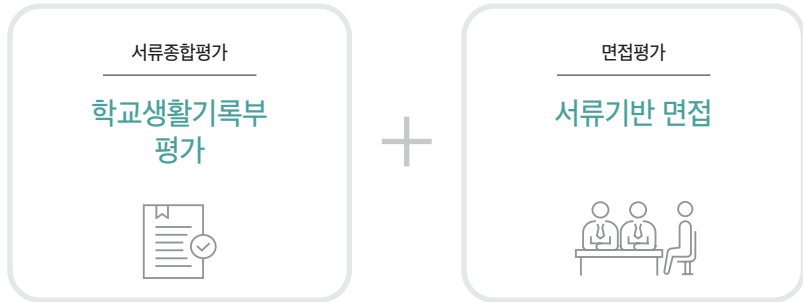 서류종합평가
학교생활기록부
평가
면접평가
서류기반 면접